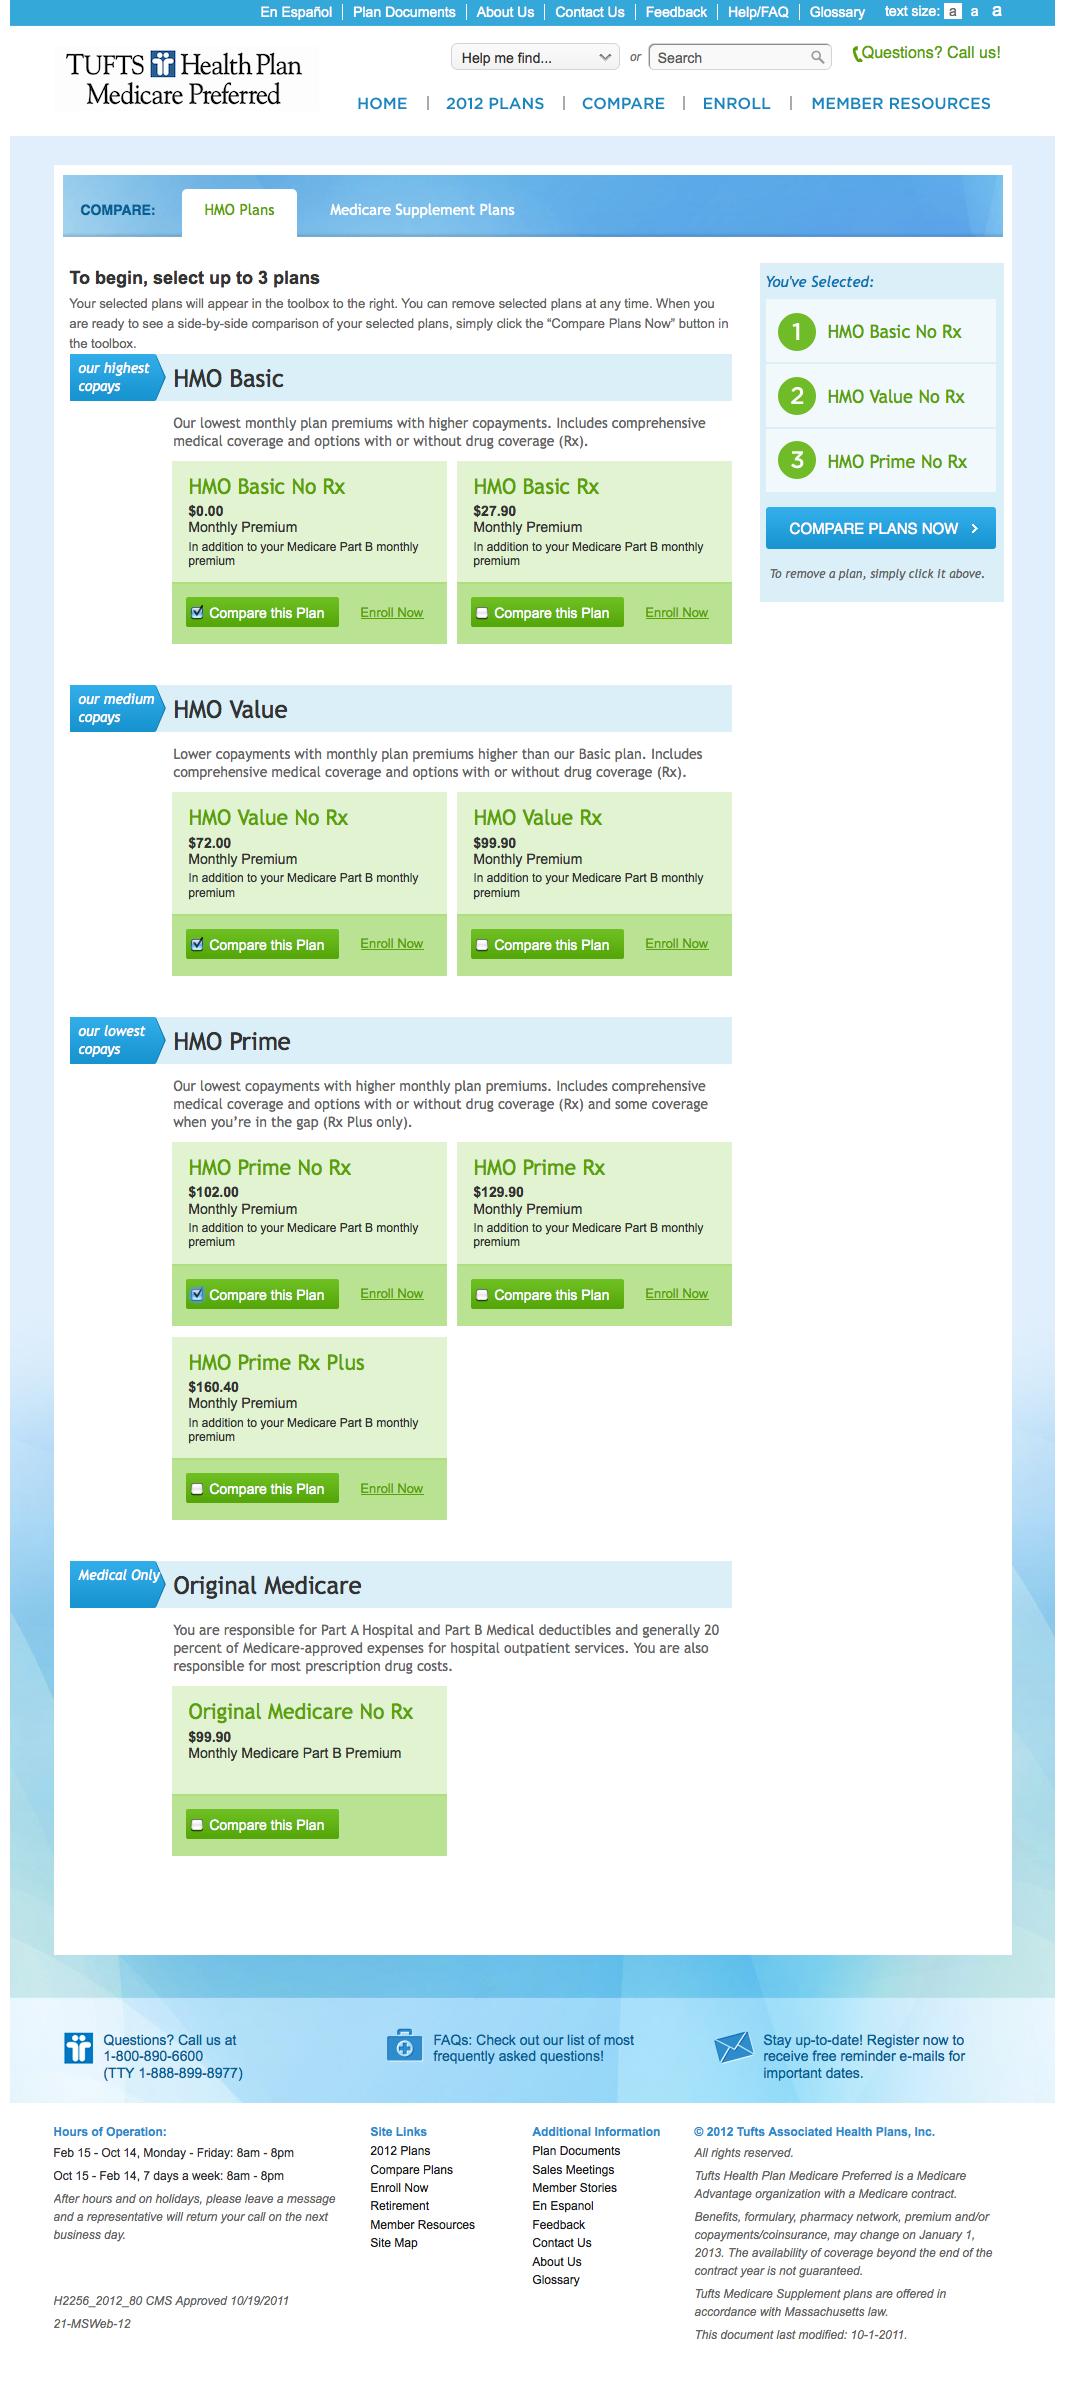 En Español | Plan Documents | About Us | Contact Us | Feedback | Help/FAQ | Glossary text size: a a a
TUFTS Health Plan
Medicare Preferred
Help me find... or Search Questions? Call us!
HOME | 2012 PLANS | COMPARE | ENROLL | MEMBER RESOURCES
COMPARE: HMO Plans Medicare Supplement Plans
To begin, select up to 3 plans
Your selected plans will appear in the toolbox to the right. You can remove selected plans at any time. When you
are ready to see a side-by-side comparison of your selected plans, simply click the “Compare Plans Now” button in
the toolbox.
You've Selected:
1 HMO Basic No Rx
2 HMO Value No Rx
3 HMO Prime No Rx
COMPARE PLANS NOW >
To remove a plan, simply click it above.
our highest
copays
HMO Basic
Our lowest monthly plan premiums with higher copayments. Includes comprehensive
medical coverage and options with or without drug coverage (Rx).
HMO Basic No Rx
$0.00
Monthly Premium
In addition to your Medicare Part B monthly
premium
Compare this Plan Enroll Now
HMO Basic Rx
$27.90
Monthly Premium
In addition to your Medicare Part B monthly
premium
Compare this Plan Enroll Now
our medium
copays
HMO Value
Lower copayments with monthly plan premiums higher than our Basic plan. Includes
comprehensive medical coverage and options with or without drug coverage (Rx).
HMO Value No Rx
$72.00
Monthly Premium
In addition to your Medicare Part B monthly
premium
Compare this Plan Enroll Now
HMO Value Rx
$99.90
Monthly Premium
In addition to your Medicare Part B monthly
premium
Compare this Plan Enroll Now
our lowest
copays
HMO Prime
Our lowest copayments with higher monthly plan premiums. Includes comprehensive
medical coverage and options with or without drug coverage (Rx) and some coverage
when you’re in the gap (Rx Plus only).
HMO Prime No Rx
$102.00
Monthly Premium
In addition to your Medicare Part B monthly
premium
Compare this Plan Enroll Now
HMO Prime Rx
$129.90
Monthly Premium
In addition to your Medicare Part B monthly
premium
Compare this Plan Enroll Now
HMO Prime Rx Plus
$160.40
Monthly Premium
In addition to your Medicare Part B monthly
premium
Compare this Plan Enroll Now
Medical Only
Original Medicare
You are responsible for Part A Hospital and Part B Medical deductibles and generally 20
percent of Medicare-approved expenses for hospital outpatient services. You are also
responsible for most prescription drug costs.
Original Medicare No Rx
$99.90
Monthly Medicare Part B Premium
Compare this Plan
Questions? Call us at
1-800-890-6600
(TTY 1-888-899-8977)
FAQs: Check out our list of most
frequently asked questions!
Stay up-to-date! Register now to
receive free reminder e-mails for
important dates.
Hours of Operation:
Feb 15 - Oct 14, Monday - Friday: 8am - 8pm
Oct 15 - Feb 14, 7 days a week: 8am - 8pm
After hours and on holidays, please leave a message
and a representative will return your call on the next
business day.
H2256_2012_80 CMS Approved 10/19/2011
21-MSWeb-12
Site Links
2012 Plans
Compare Plans
Enroll Now
Retirement
Member Resources
Site Map
Additional Information
Plan Documents
Sales Meetings
Member Stories
En Espanol
Feedback
Contact Us
About Us
Glossary
© 2012 Tufts Associated Health Plans, Inc.
All rights reserved.
Tufts Health Plan Medicare Preferred is a Medicare
Advantage organization with a Medicare contract.
Benefits, formulary, pharmacy network, premium and/or
copayments/coinsurance, may change on January 1,
2013. The availability of coverage beyond the end of the
contract year is not guaranteed.
Tufts Medicare Supplement plans are offered in
accordance with Massachusetts law.
This document last modified: 10-1-2011.